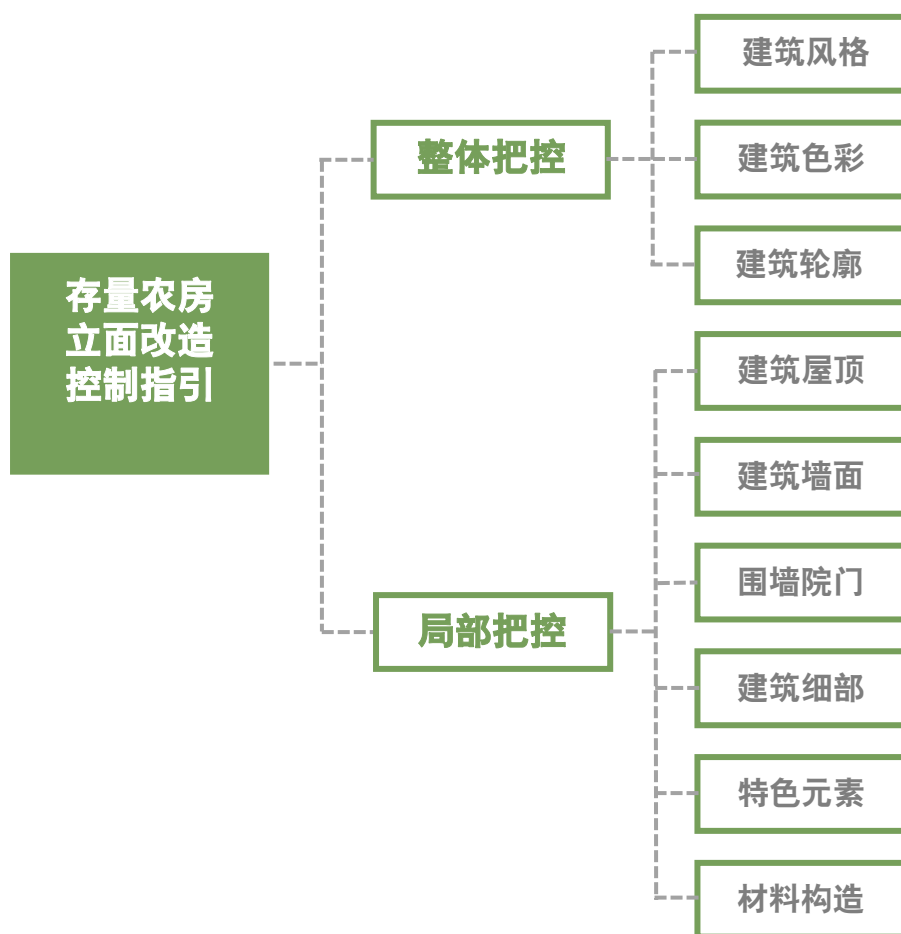 存量农房
立面改造
控制指引
整体把控
建筑风格
建筑色彩
建筑轮廓
局部把控
建筑屋顶
建筑墙面
围墙院门
建筑细部
特色元素
材料构造